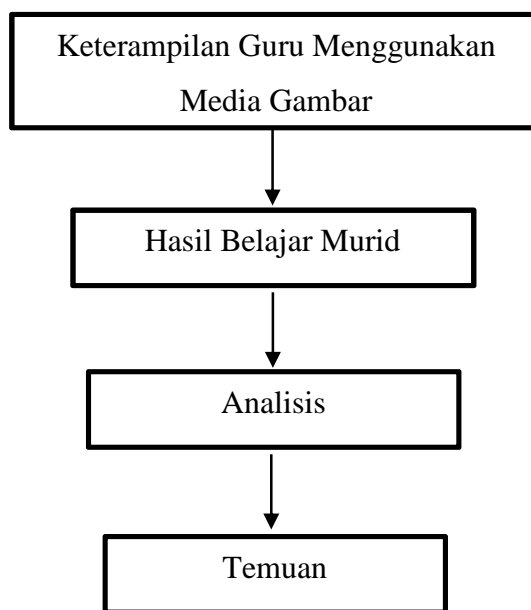 Keterampilan Guru Menggunakan
Media Gambar
Hasil Belajar Murid
Analisis
Temuan